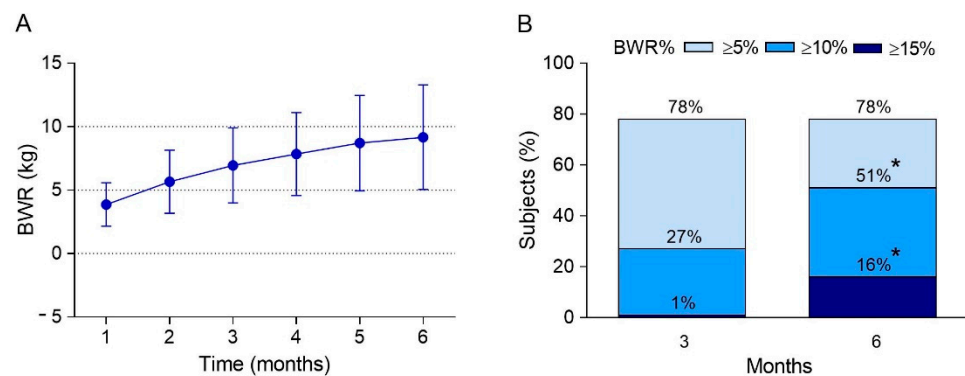 A
BWR (kg)
15
10
5
0
−5
1 2 3 4 5 6
Time (months)
B
BWR% ≥5% ≥10% ≥15%
Subjects (%)
100
80
60
40
20
0
78% 78%
51%*
27%
16%*
1%
3 6
Months